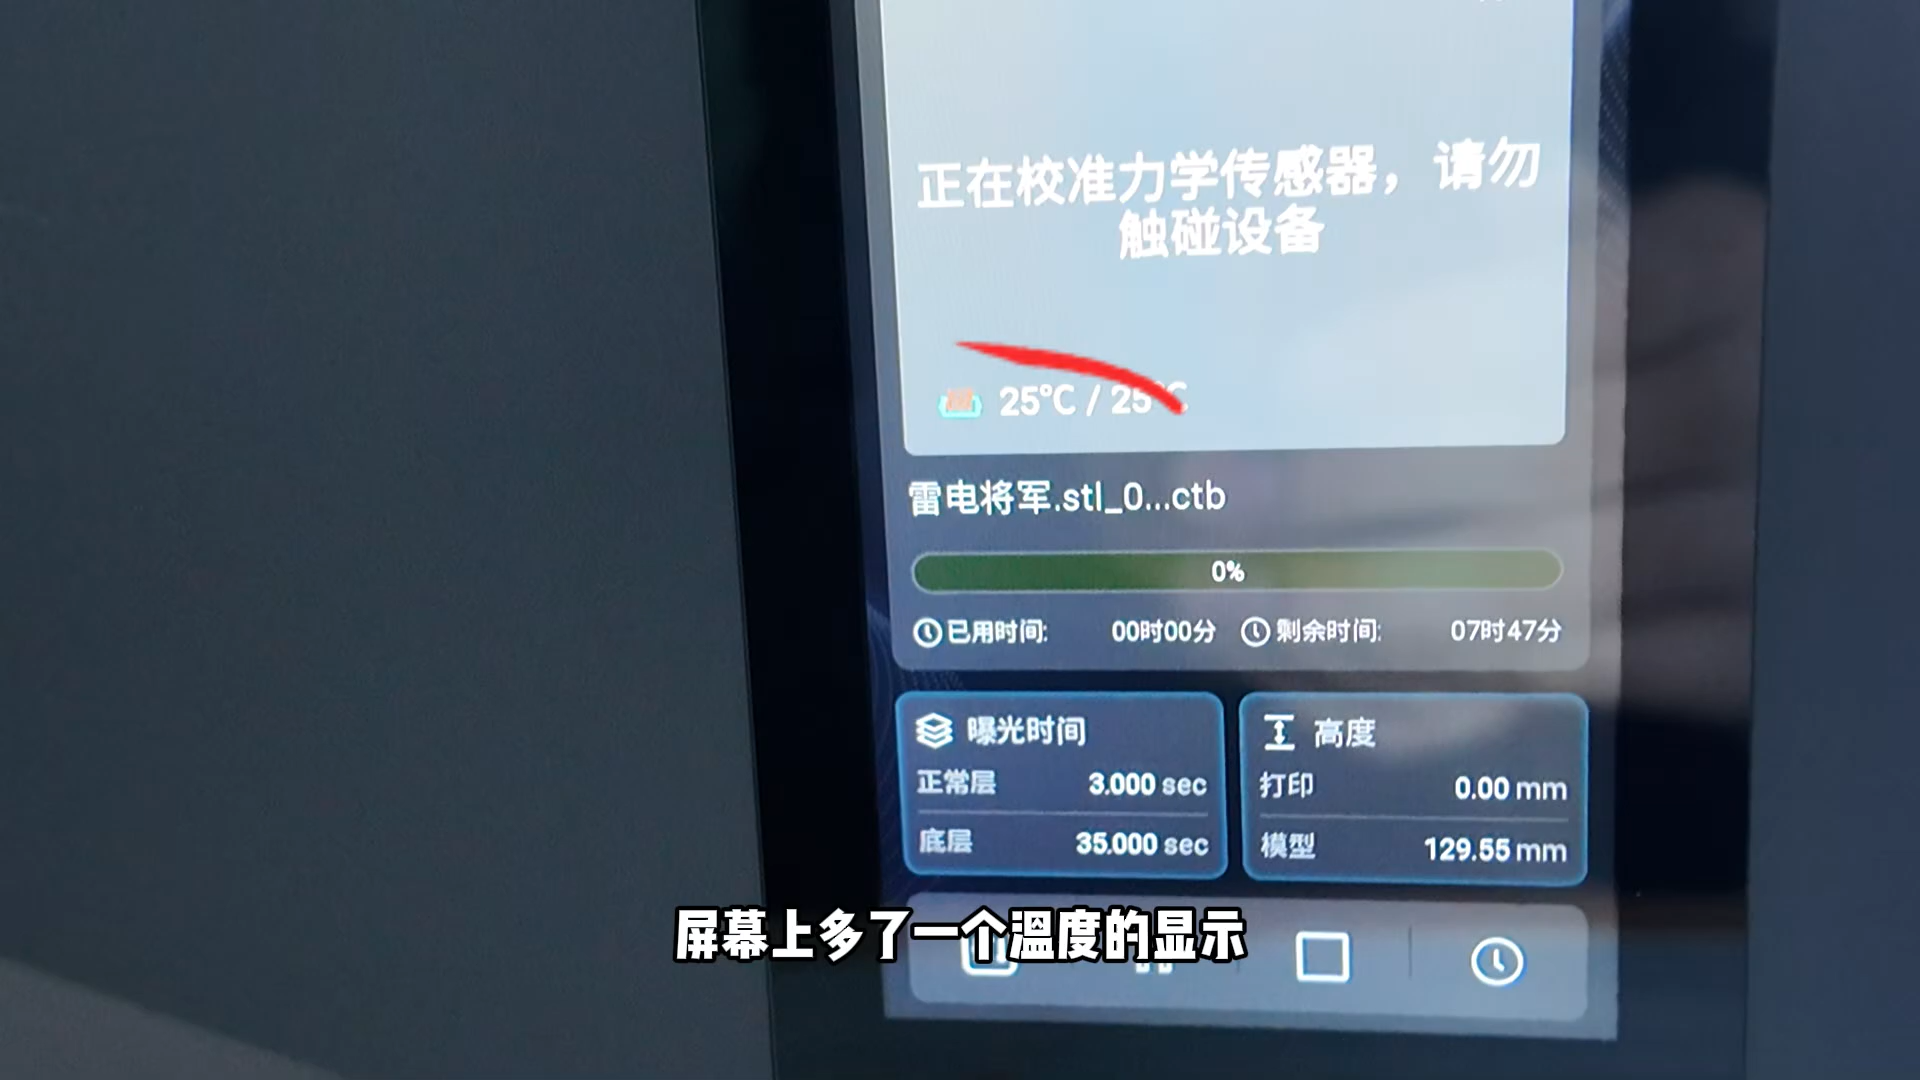 正在校准力学传感器，请勿
触碰设备
25℃ / 25℃
雷电将军.stl_0...ctb
0%
已用时间: 00时00分 剩余时间: 07时47分
曝光时间
正常层 3.000 sec
底层 35.000 sec
高度
打印 0.00 mm
模型 129.55 mm
屏幕上多了一个温度的显示